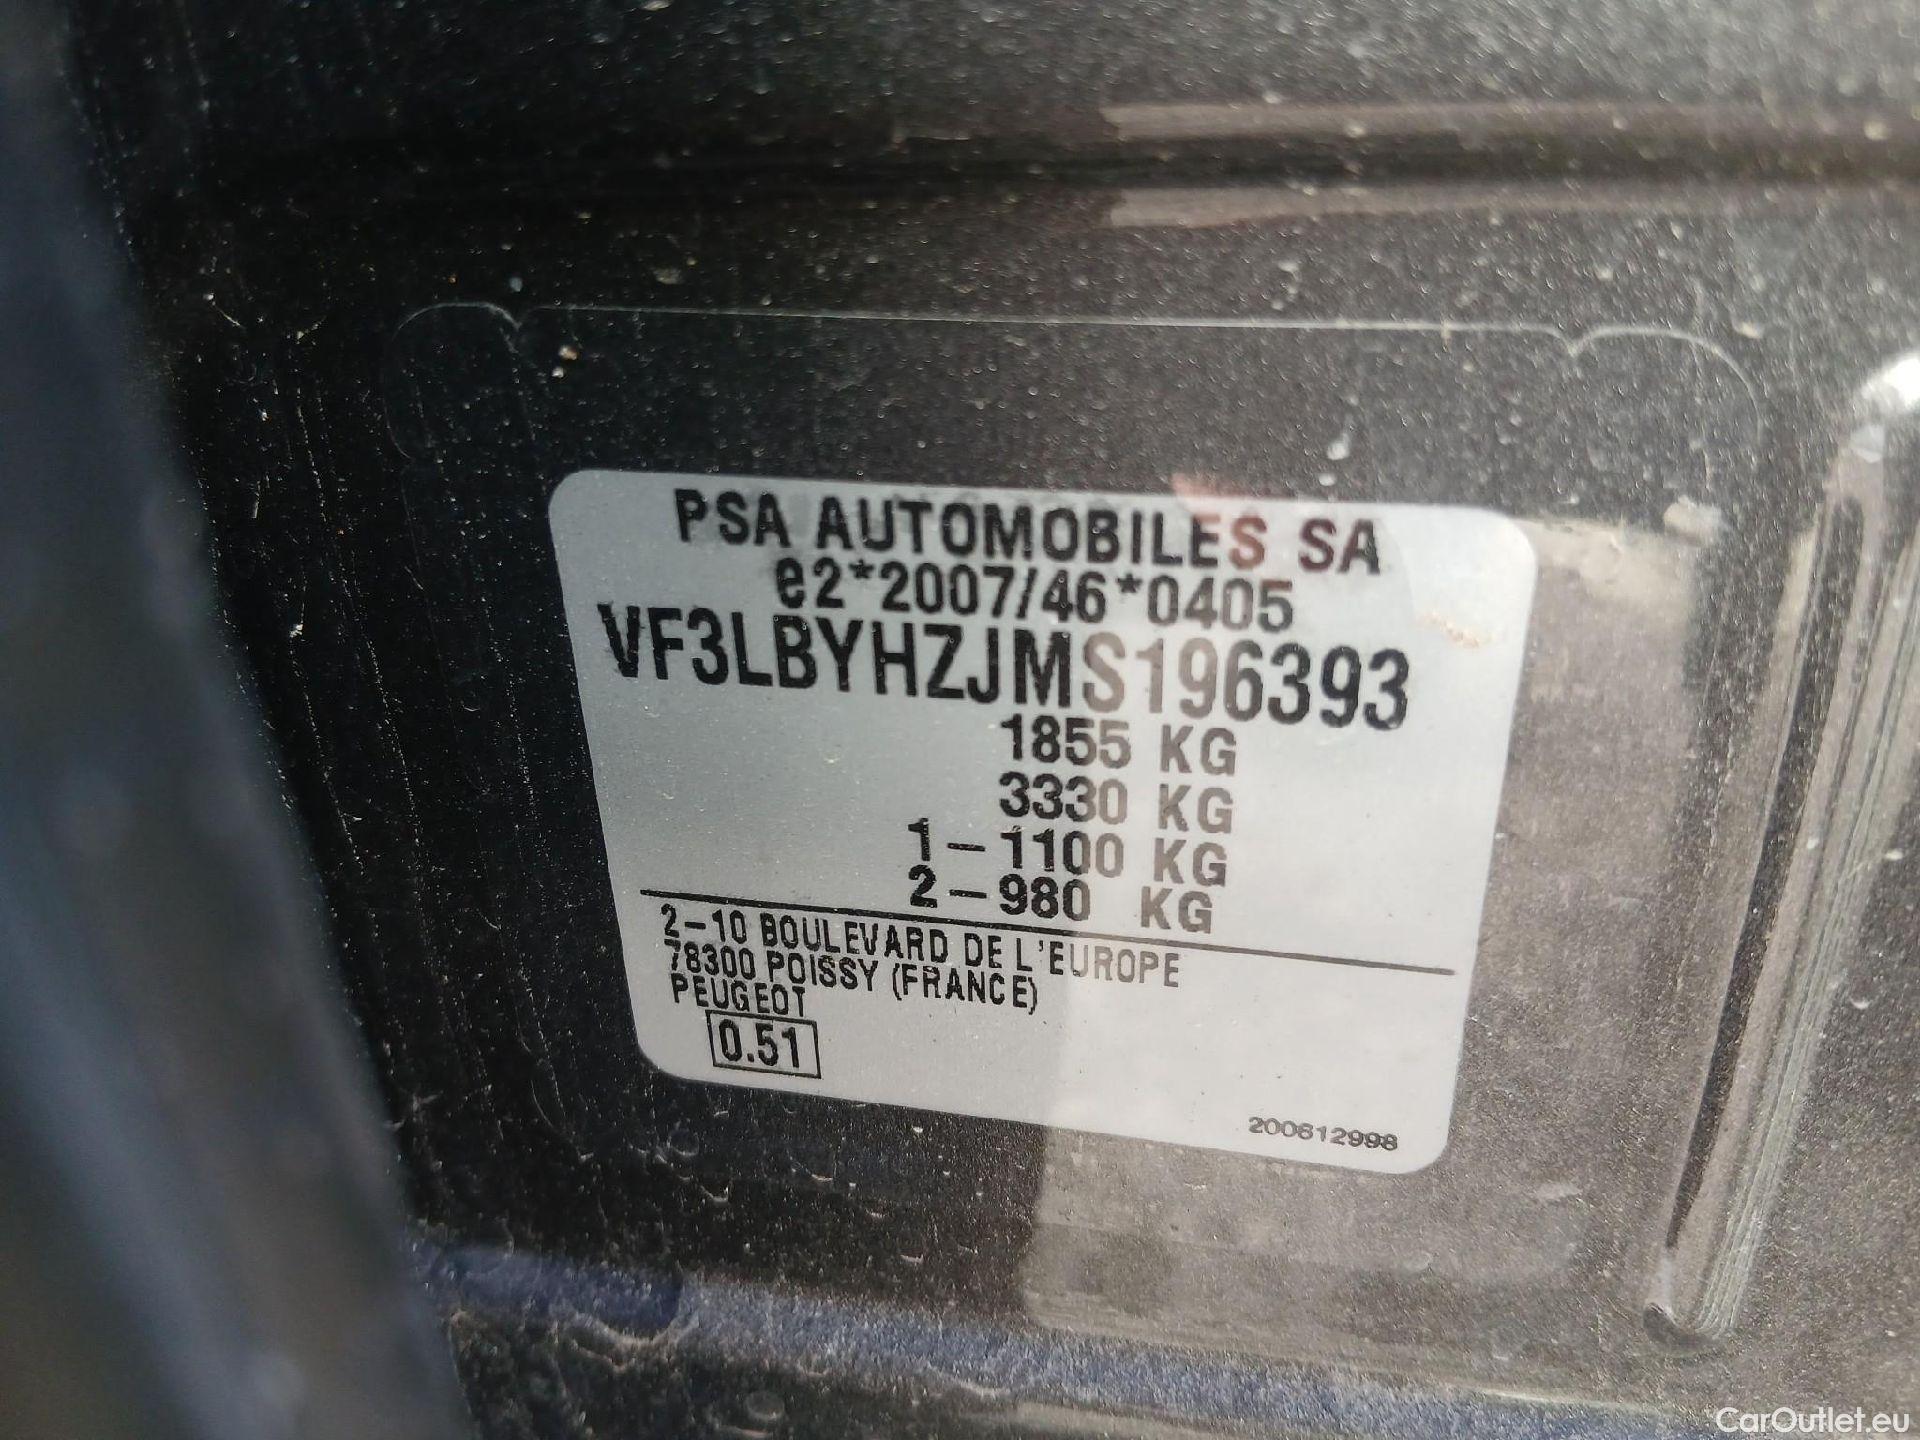 PSA AUTOMOBILES SA
e2*2007/46*0405
VF3LBYHZJMS196393
1855 KG
3330 KG
1-1100 KG
2-980 KG
2-10 BOULEVARD DE L'EUROPE
78300 POISSY (FRANCE)
PEUGEOT
0.51
200612998
CarOutlet.eu